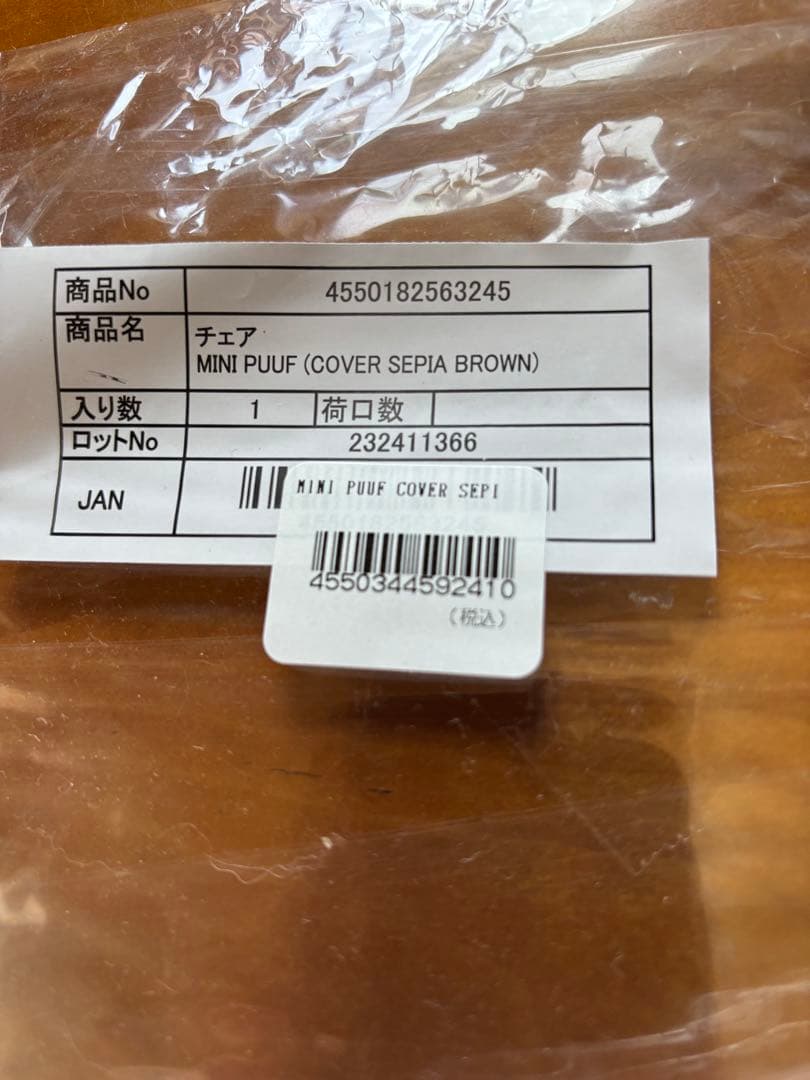 商品No 4550182563245
商品名 チェア
MINI PUUF (COVER SEPIA BROWN)
入り数 1 荷口数
ロットNo 232411366
JAN
MINI PUUF COVER SEPI
4550182563245
4550344592410
(税込)